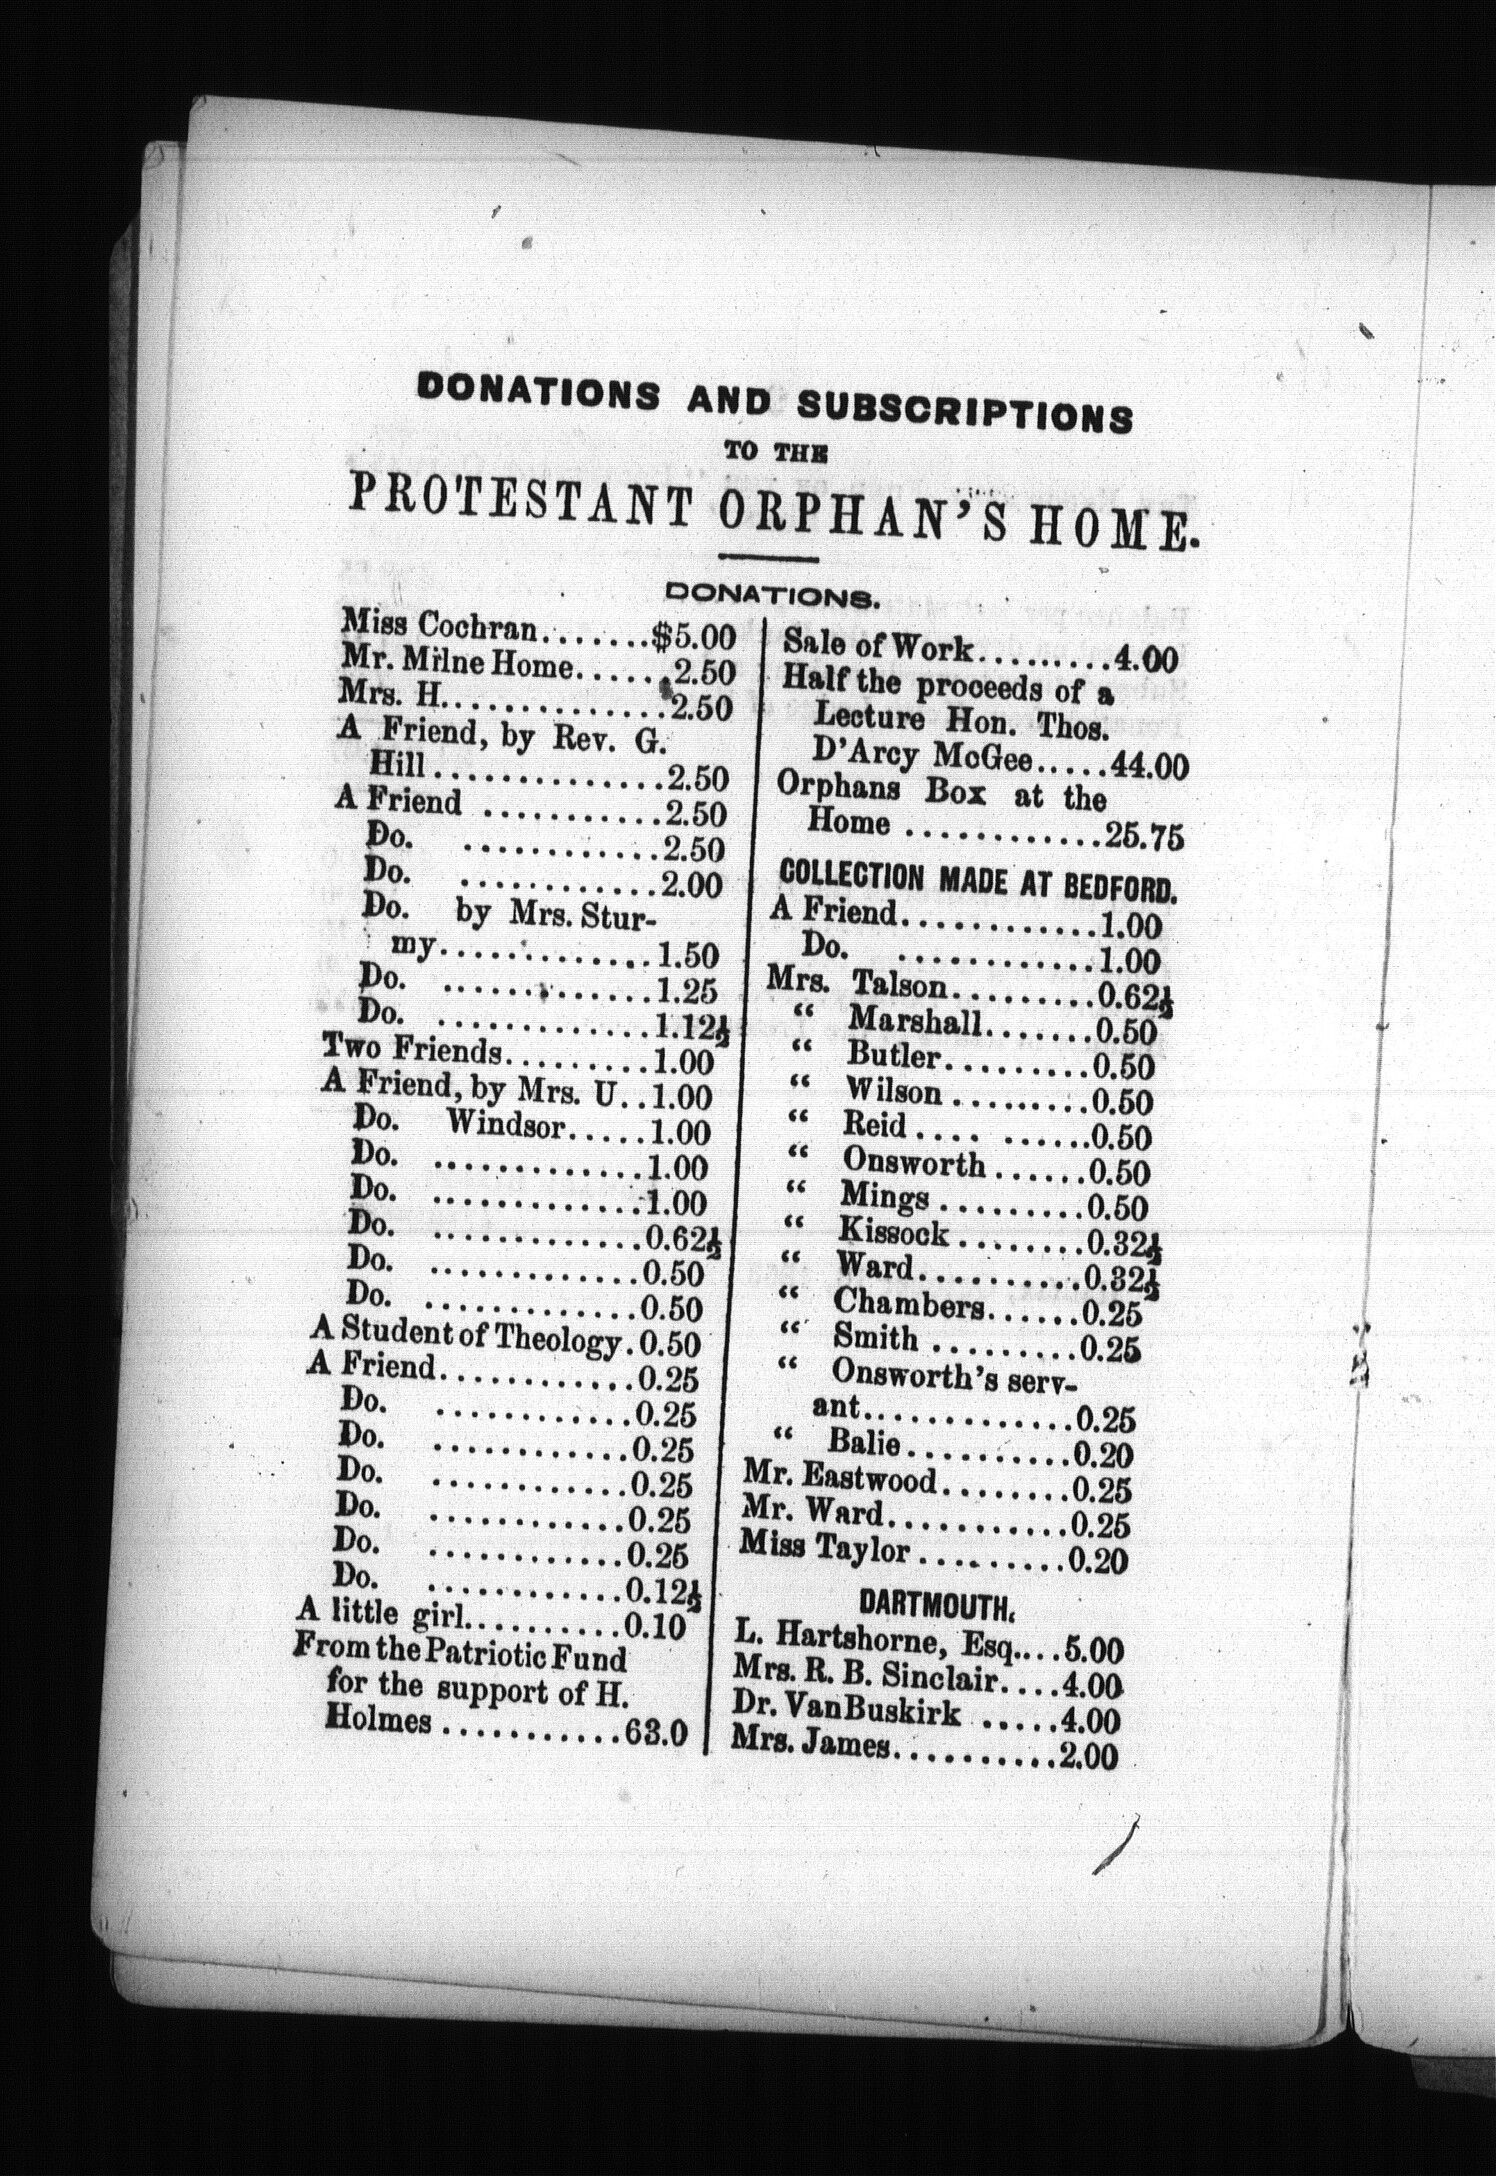 DONATIONS AND SUBSCRIPTIONS
TO THE
PROTESTANT ORPHAN'S HOME.
DONATIONS.
Miss Cochran.......$5.00
Mr. Milne Home......2.50
Mrs. H..............2.50
A Friend, by Rev. G.
Hill..............2.50
A Friend ...........2.50
Do. ............2.50
Do. ............2.00
Do. by Mrs. Stur-
my.............1.50
Do. .............1.25
Do. .............1.12½
Two Friends.........1.00
A Friend, by Mrs. U..1.00
Do. Windsor.....1.00
Do. .............1.00
Do. .............1.00
Do. .............0.62½
Do. .............0.50
Do. .............0.50
A Student of Theology.0.50
A Friend............0.25
Do. ............0.25
Do. ............0.25
Do. ............0.25
Do. ............0.25
Do. ............0.25
Do. ............0.12½
A little girl..........0.10
From the Patriotic Fund
for the support of H.
Holmes ...........63.0
Sale of Work.........4.00
Half the proceeds of a
Lecture Hon. Thos.
D'Arcy McGee.....44.00
Orphans Box at the
Home ............25.75
COLLECTION MADE AT BEDFORD.
A Friend............1.00
Do. ............1.00
Mrs. Talson.........0.62½
" Marshall.......0.50
" Butler.........0.50
" Wilson .........0.50
" Reid .... ......0.50
" Onsworth ......0.50
" Mings .........0.50
" Kissock ........0.32½
" Ward..........0.32½
" Chambers......0.25
" Smith .........0.25
" Onsworth's serv-
ant.............0.25
" Balie..........0.20
Mr. Eastwood........0.25
Mr. Ward...........0.25
Miss Taylor .........0.20
DARTMOUTH.
L. Hartshorne, Esq....5.00
Mrs. R. B. Sinclair....4.00
Dr. VanBuskirk .....4.00
Mrs. James..........2.00